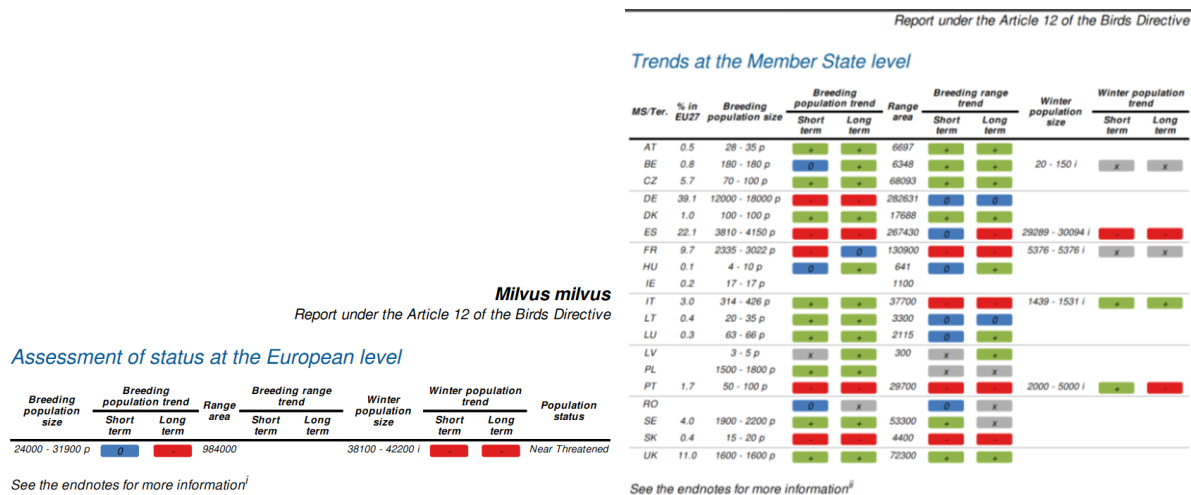 Milvus milvus
Report under the Article 12 of the Birds Directive
Assessment of status at the European level
Breeding population size Breeding population trend Short term Long term Range area Breeding range trend Short term Long term Winter population size Winter population trend Short term Long term Population status
24000 - 31900 p 0 - 984000 38100 - 42200 i - - Near Threatened
See the endnotes for more information i
Report under the Article 12 of the Birds Directive
Trends at the Member State level
MS/Ter. % in EU27 Breeding population size Breeding population trend Short term Long term Range area Breeding range trend Short term Long term Winter population size Winter population trend Short term Long term
AT 0.5 28 - 35 p + + 6697 + +
BE 0.8 180 - 180 p 0 + 6348 + + 20 - 150 i x x
CZ 5.7 70 - 100 p + + 68093 + +
DE 39.1 12000 - 18000 p - - 282631 0 0
DK 1.0 100 - 100 p + + 17688 + +
ES 22.1 3810 - 4150 p - - 267430 0 - 29289 - 30094 i - -
FR 9.7 2335 - 3022 p - 0 130900 - - 5376 - 5376 i x x
HU 0.1 4 - 10 p 0 + 641 0 +
IE 0.2 17 - 17 p 1100
IT 3.0 314 - 426 p + + 37700 - - 1439 - 1531 i + +
LT 0.4 20 - 35 p + + 3300 0 0
LU 0.3 63 - 66 p + + 2115 0 +
LV 3 - 5 p x + 300 x +
PL 1500 - 1800 p + + x x
PT 1.7 50 - 100 p - - 29700 - - 2000 - 5000 i + -
RO 0 x 0 x
SE 4.0 1900 - 2200 p + + 53300 + x
SK 0.4 15 - 20 p - - 4400 - -
UK 11.0 1600 - 1600 p + + 72300 + +
See the endnotes for more information ii